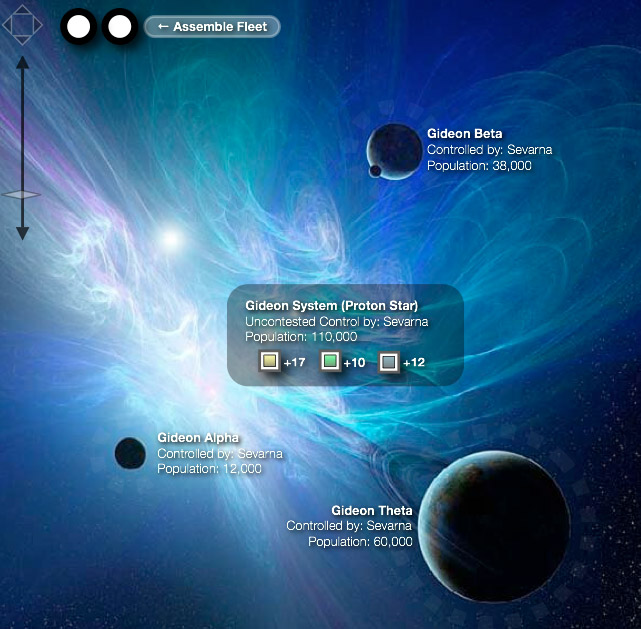 ← Assemble Fleet
Gideon Beta
Controlled by: Sevarna
Population: 38,000
Gideon System (Proton Star)
Uncontested Control by: Sevarna
Population: 110,000
+17 +10 +12
Gideon Alpha
Controlled by: Sevarna
Population: 12,000
Gideon Theta
Controlled by: Sevarna
Population: 60,000